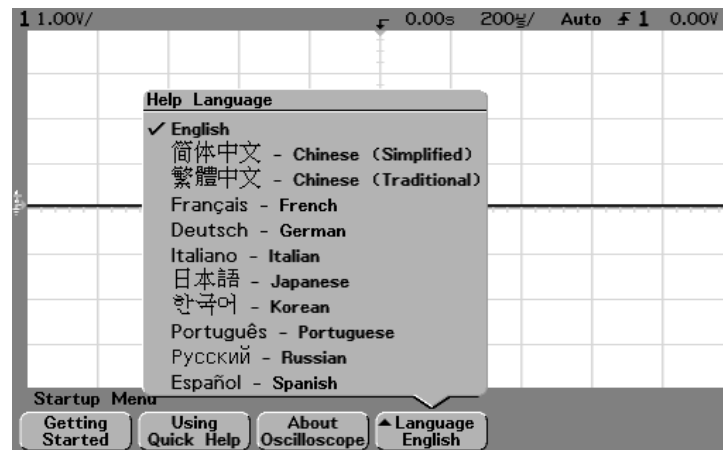 1 1.00V/ 0.00s 200㎱/ Auto 1 0.00V
Help Language
✓ English
简体中文 - Chinese (Simplified)
繁體中文 - Chinese (Traditional)
Français - French
Deutsch - German
Italiano - Italian
日本語 - Japanese
한국어 - Korean
Português - Portuguese
Русский - Russian
Español - Spanish
Startup Menu
Getting Started
Using Quick Help
About Oscilloscope
Language English